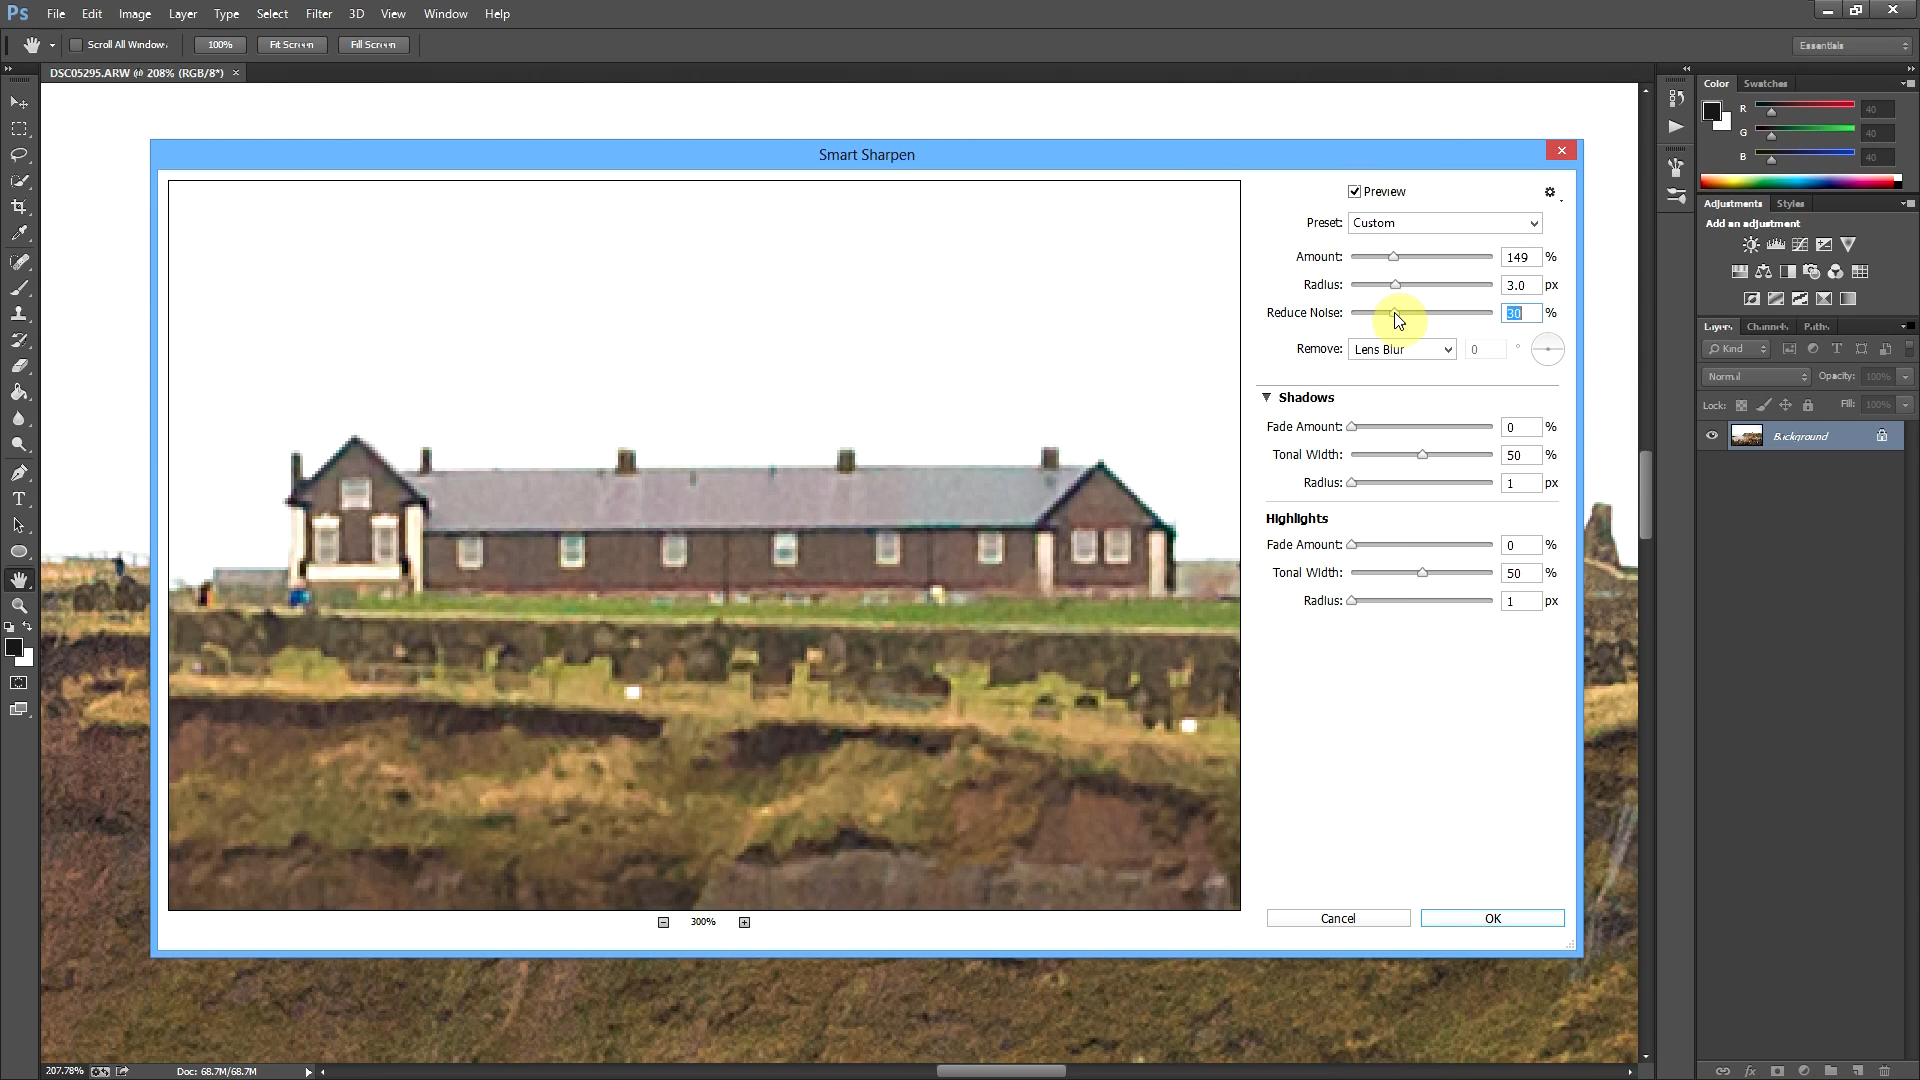 Ps File Edit Image Layer Type Select Filter 3D View Window Help
Scroll All Windows 100% Fit Screen Fill Screen Essentials
DSC05295.ARW @ 208% (RGB/8*) ×
Color Swatches
R 40
G 40
B 40
Adjustments Styles
Add an adjustment
Layers Channels Paths
Kind
Normal Opacity: 100%
Lock: Fill: 100%
Background
Smart Sharpen
Preview
Preset: Custom
Amount: 149 %
Radius: 3.0 px
Reduce Noise: 30 %
Remove: Lens Blur 0 °
Shadows
Fade Amount: 0 %
Tonal Width: 50 %
Radius: 1 px
Highlights
Fade Amount: 0 %
Tonal Width: 50 %
Radius: 1 px
300%
Cancel OK
207.78% Doc: 68.7M/68.7M
fx